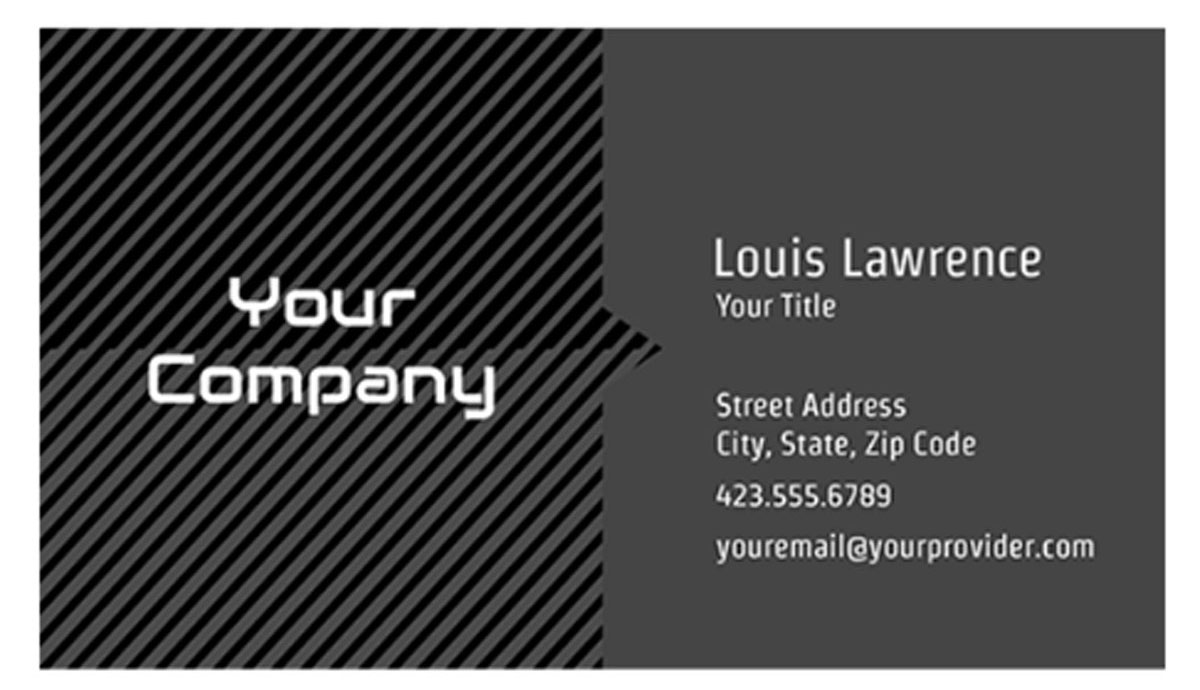 Your
Company
Louis Lawrence
Your Title
Street Address
City, State, Zip Code
423.555.6789
youremail@yourprovider.com